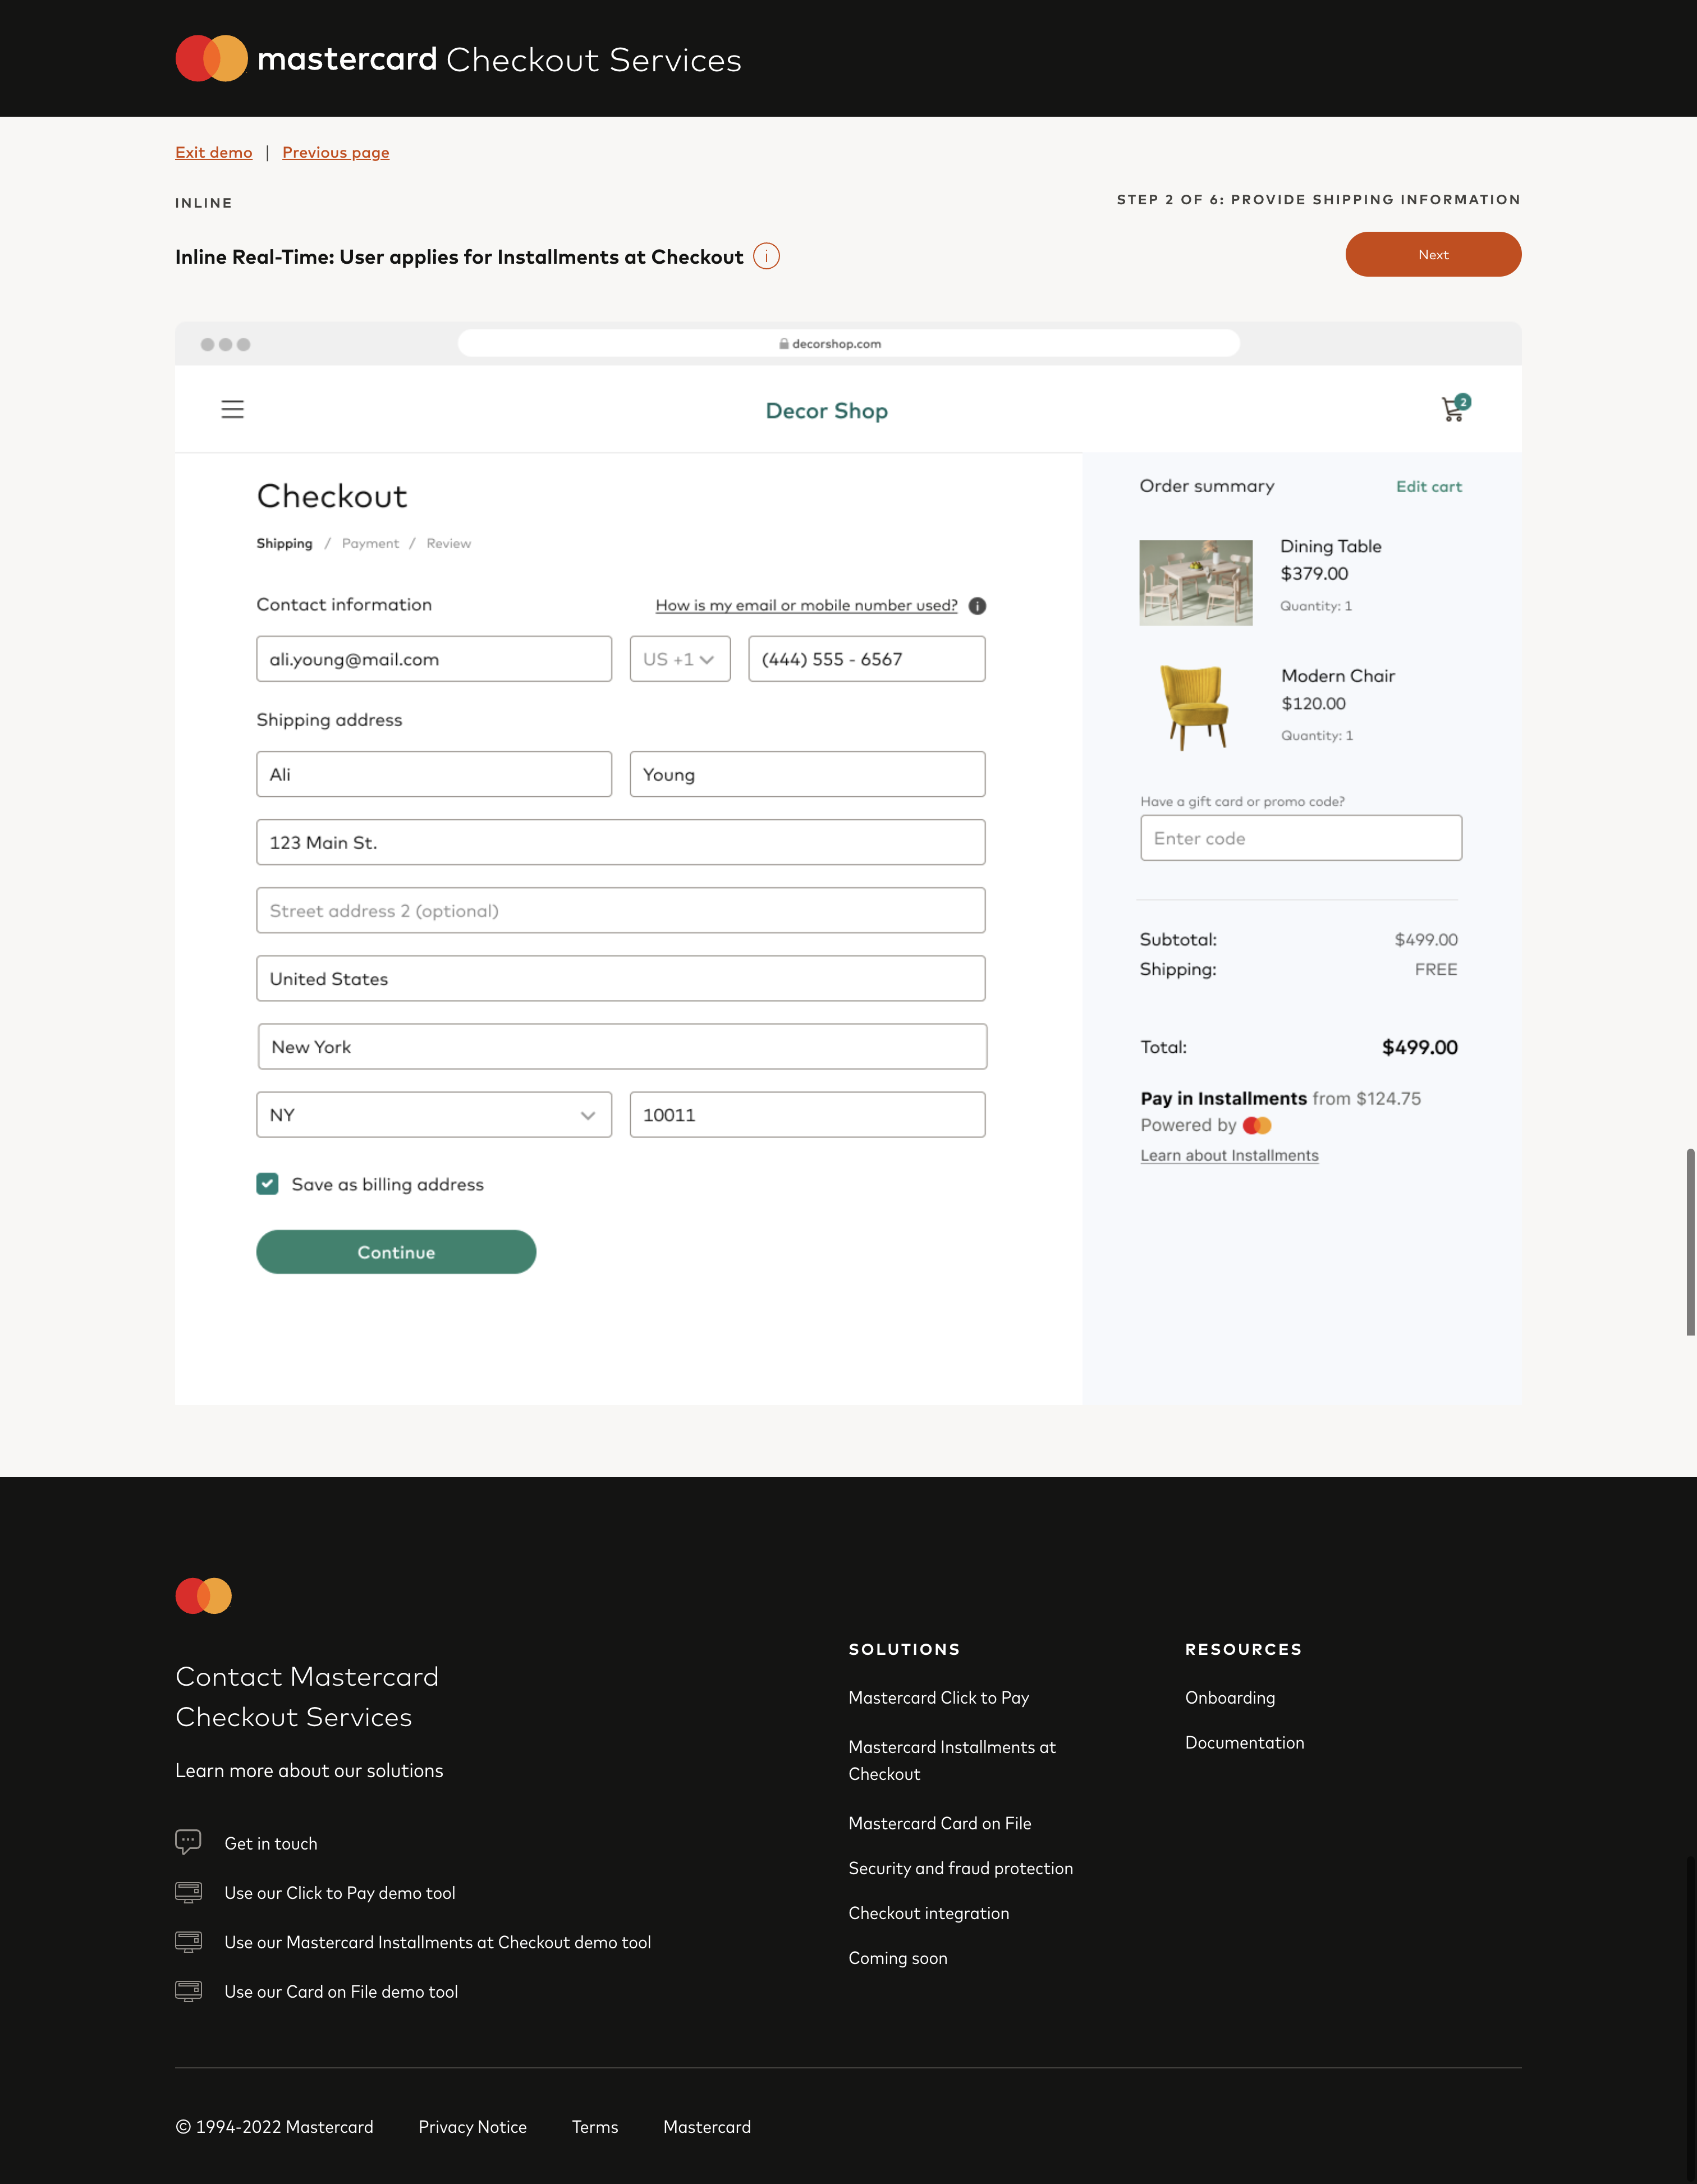 mastercard Checkout Services
Exit demo | Previous page
INLINE
STEP 2 OF 6: PROVIDE SHIPPING INFORMATION
Inline Real-Time: User applies for Installments at Checkout
Next
decorshop.com
Decor Shop
2
Checkout
Shipping / Payment / Review
Contact information
How is my email or mobile number used?
ali.young@mail.com
US +1
(444) 555 - 6567
Shipping address
Ali
Young
123 Main St.
Street address 2 (optional)
United States
New York
NY
10011
Save as billing address
Continue
Order summary
Edit cart
Dining Table
$379.00
Quantity: 1
Modern Chair
$120.00
Quantity: 1
Have a gift card or promo code?
Enter code
Subtotal: $499.00
Shipping: FREE
Total: $499.00
Pay in Installments from $124.75
Powered by
Learn about Installments
Contact Mastercard
Checkout Services
Learn more about our solutions
Get in touch
Use our Click to Pay demo tool
Use our Mastercard Installments at Checkout demo tool
Use our Card on File demo tool
SOLUTIONS
Mastercard Click to Pay
Mastercard Installments at
Checkout
Mastercard Card on File
Security and fraud protection
Checkout integration
Coming soon
RESOURCES
Onboarding
Documentation
© 1994-2022 Mastercard
Privacy Notice
Terms
Mastercard